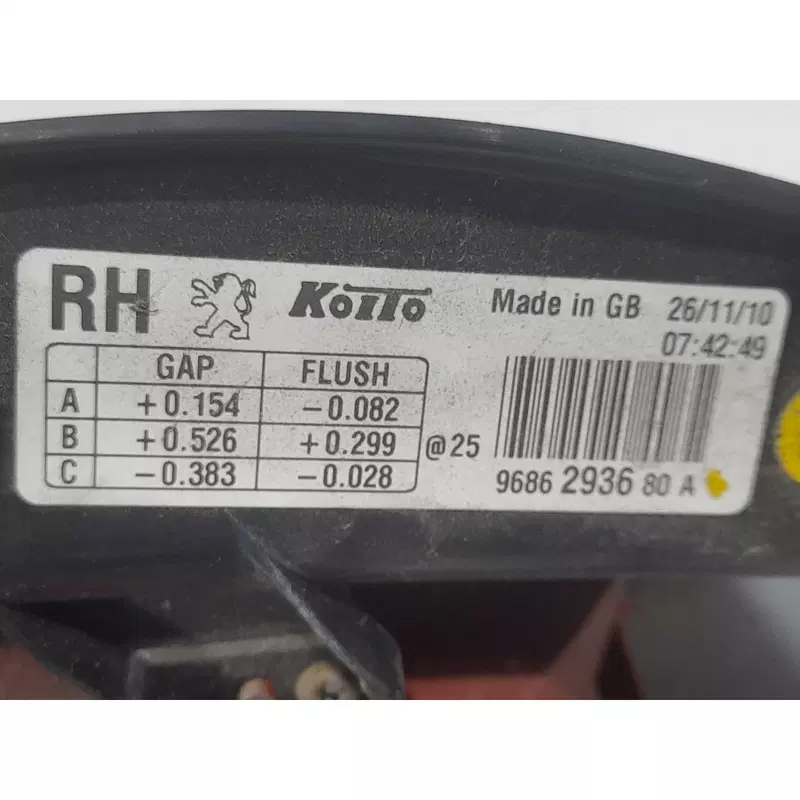 RH KOITO Made in GB 26/11/10
07:42:49
GAP FLUSH
A +0.154 -0.082
B +0.526 +0.299 @25
C -0.383 -0.028
9686 2936 80 A